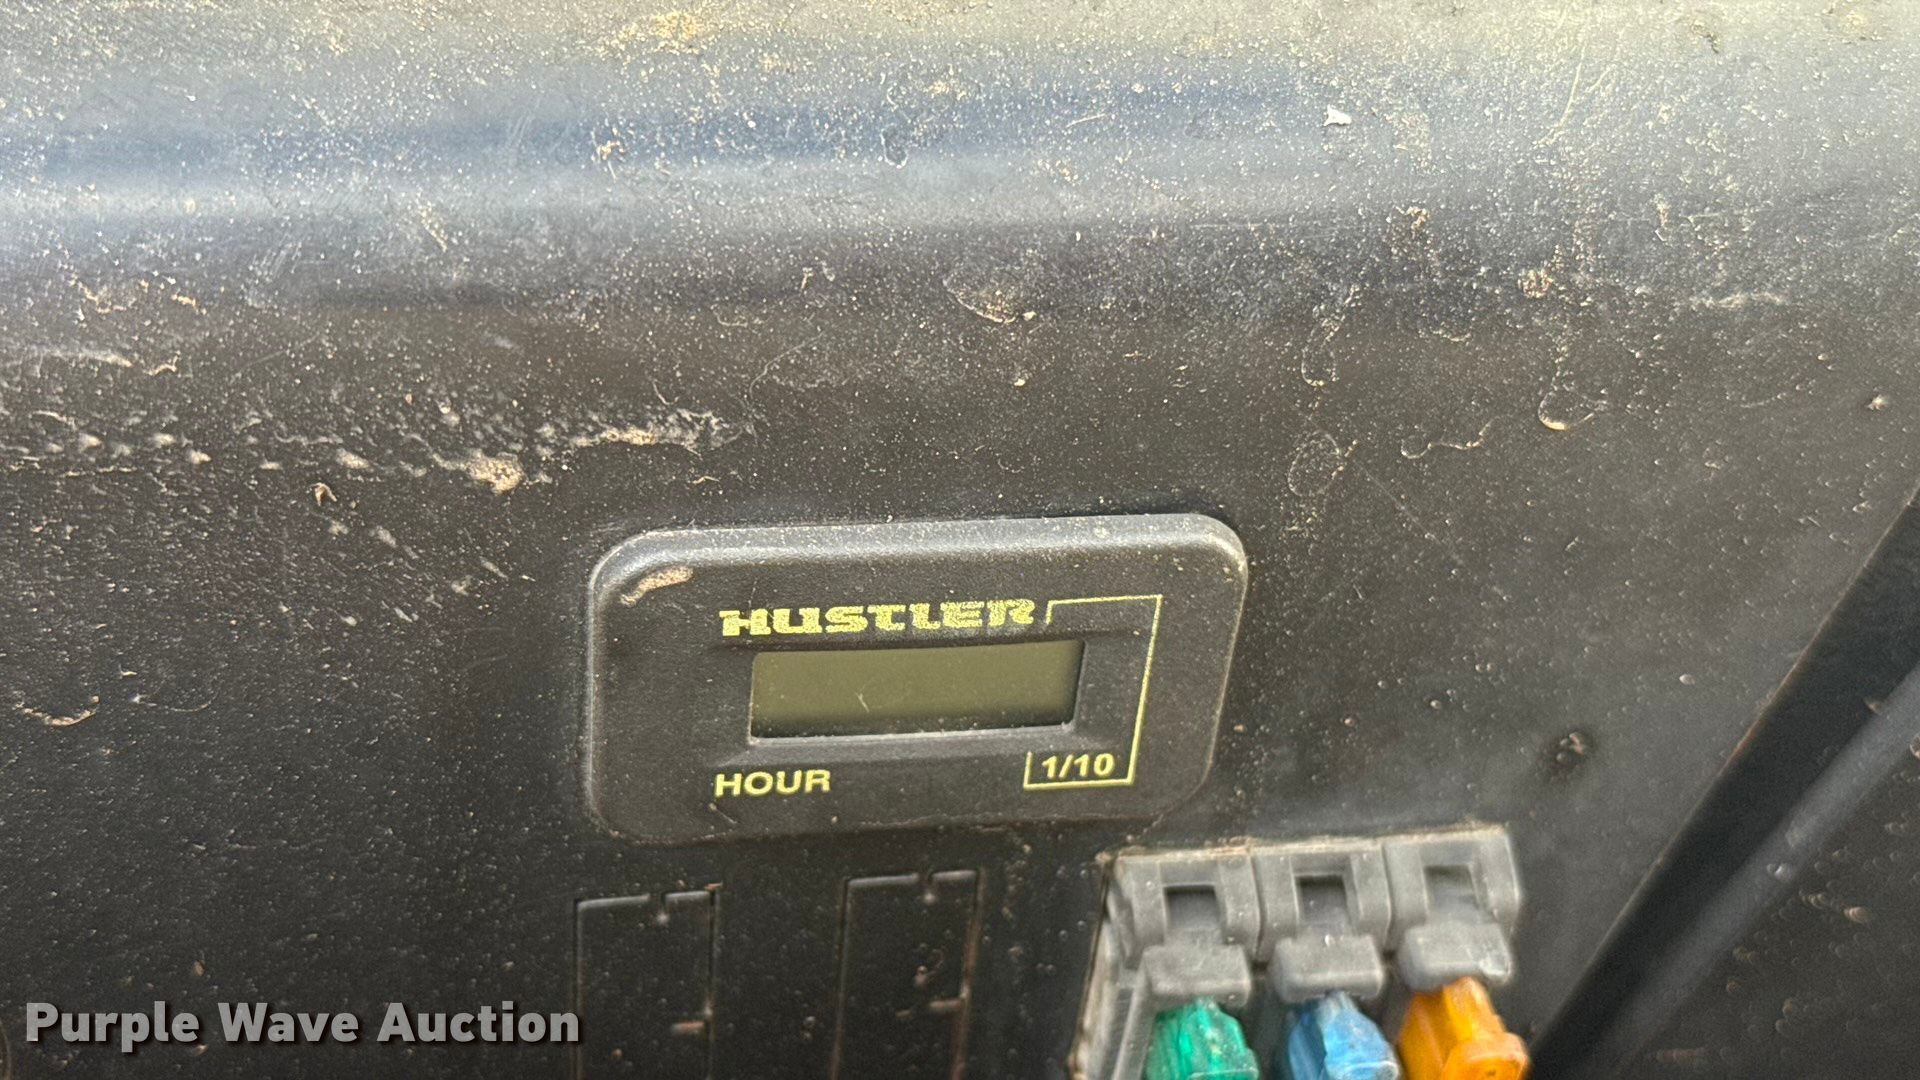 HUSTLER
HOUR
1/10
Purple Wave Auction